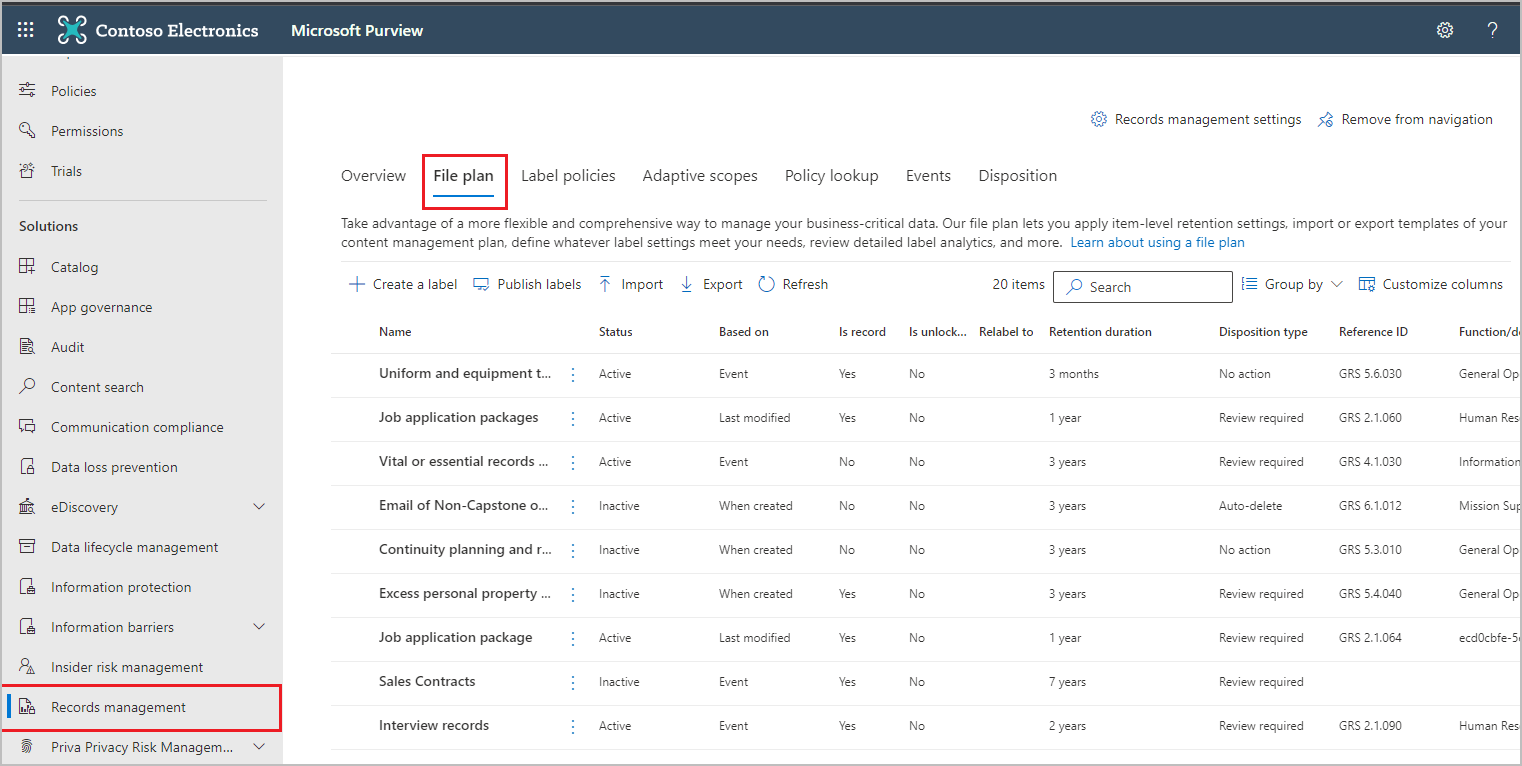 Contoso Electronics Microsoft Purview ?
Policies
Permissions
Trials
Solutions
Catalog
App governance
Audit
Content search
Communication compliance
Data loss prevention
eDiscovery
Data lifecycle management
Information protection
Information barriers
Insider risk management
Records management
Priva Privacy Risk Managem...
Records management settings Remove from navigation
Overview File plan Label policies Adaptive scopes Policy lookup Events Disposition
Take advantage of a more flexible and comprehensive way to manage your business-critical data. Our file plan lets you apply item-level retention settings, import or export templates of your
content management plan, define whatever label settings meet your needs, review detailed label analytics, and more. Learn about using a file plan
Create a label Publish labels Import Export Refresh 20 items Search Group by Customize columns
Name Status Based on Is record Is unlock... Relabel to Retention duration Disposition type Reference ID Function/de
Uniform and equipment t... Active Event Yes No 3 months No action GRS 5.6.030 General Op
Job application packages Active Last modified Yes No 1 year Review required GRS 2.1.060 Human Res
Vital or essential records ... Active Event No No 3 years Review required GRS 4.1.030 Information
Email of Non-Capstone o... Inactive When created No No 3 years Auto-delete GRS 6.1.012 Mission Sup
Continuity planning and r... Inactive When created No No 3 years No action GRS 5.3.010 General Op
Excess personal property ... Inactive When created Yes No 3 years Review required GRS 5.4.040 General Op
Job application package Active Last modified Yes No 1 year Review required GRS 2.1.064 ecd0cbfe-5
Sales Contracts Inactive Event Yes No 7 years Review required
Interview records Active Event Yes No 2 years Review required GRS 2.1.090 Human Res